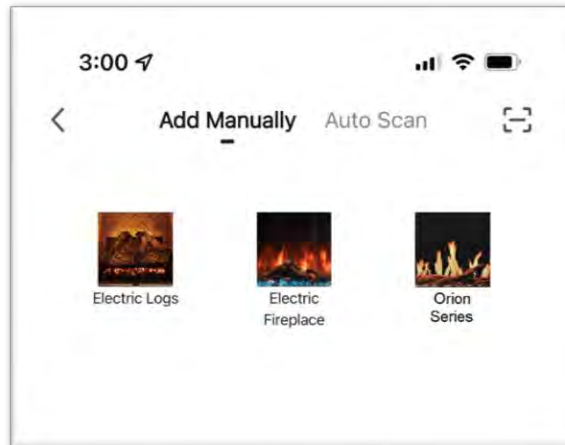 3:00
Add Manually Auto Scan
Electric Logs
Electric
Fireplace
Orion
Series